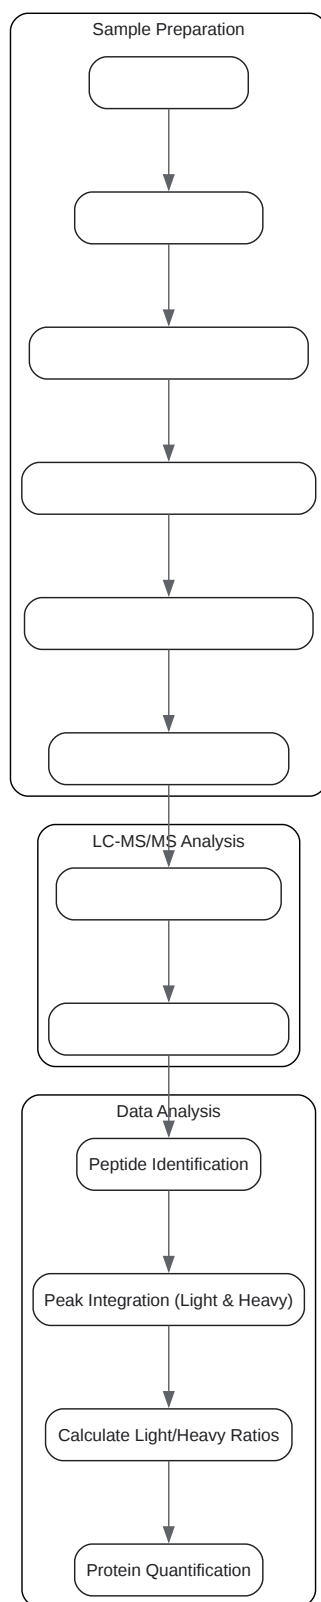 Sample Preparation
LC-MS/MS Analysis
Data Analysis
Peptide Identification
Peak Integration (Light & Heavy)
Calculate Light/Heavy Ratios
Protein Quantification